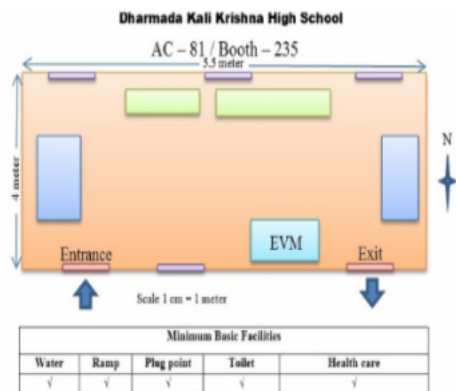 Dharmada Kali Krishna High School
AC – 81 / Booth – 235
5.5 meter
4 meter
N
EVM
Entrance
Exit
Scale 1 cm = 1 meter
Minimum Basic Facilities
Water Ramp Plug point Toilet Health care
√ √ √ √ √